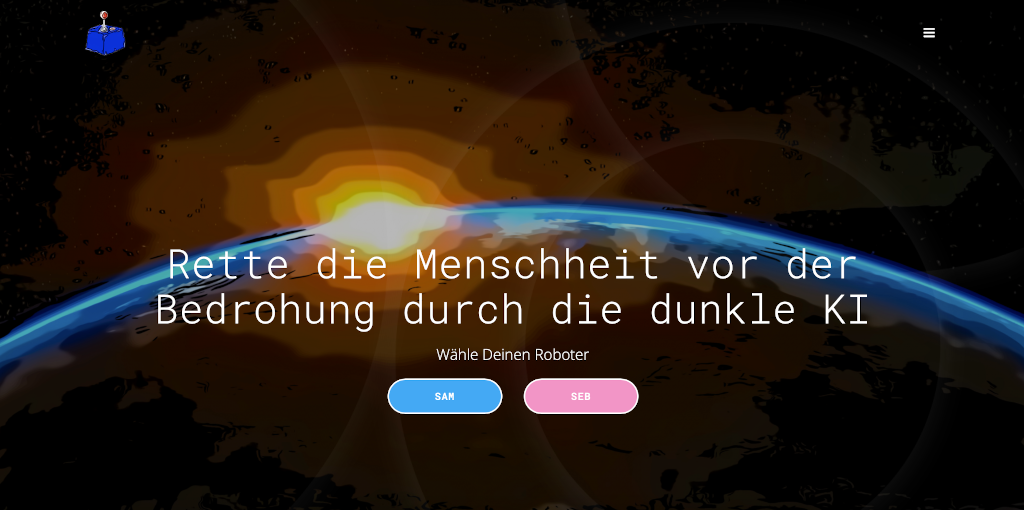 Rette die Menschheit vor der
Bedrohung durch die dunkle KI
Wähle Deinen Roboter
SAM
SEB